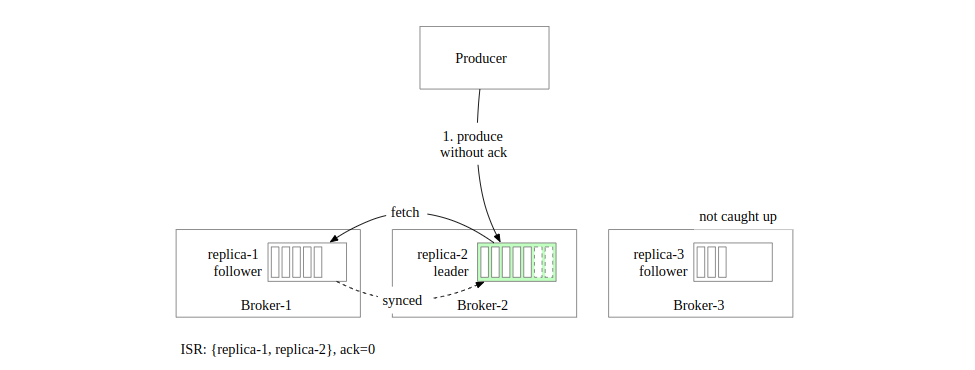 Producer
1. produce
without ack
fetch
not caught up
replica-1
follower
replica-2
leader
replica-3
follower
synced
Broker-1
Broker-2
Broker-3
ISR: {replica-1, replica-2}, ack=0